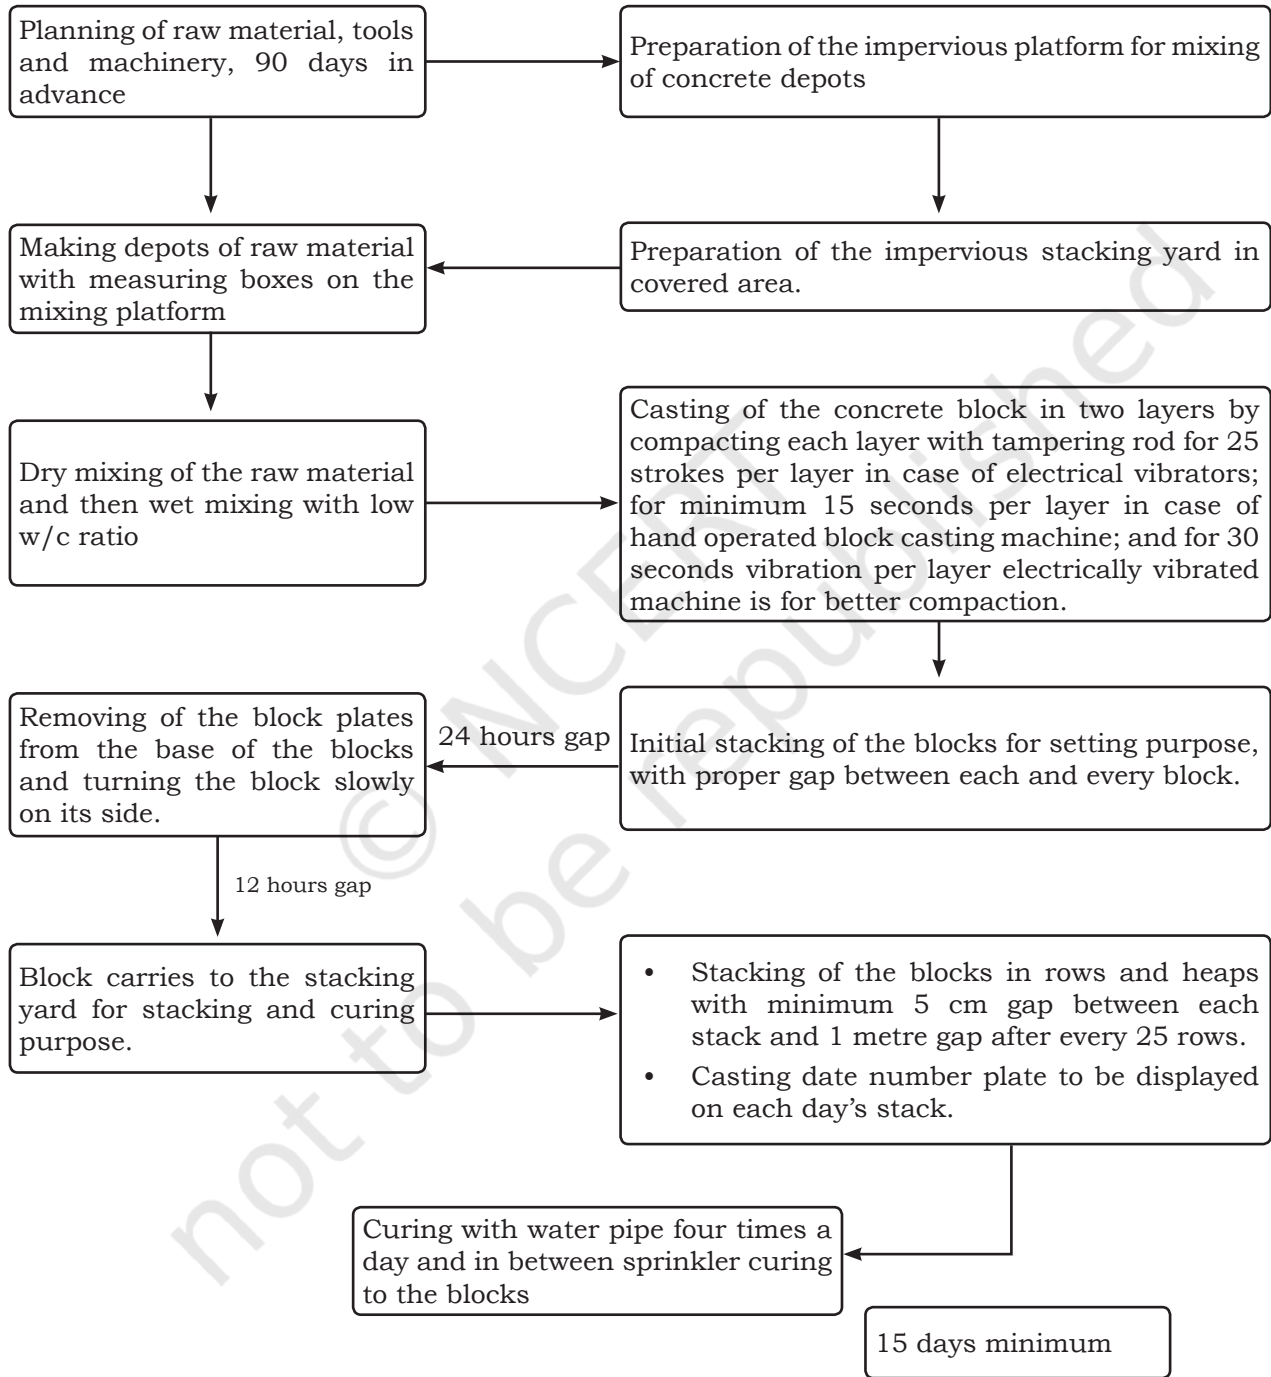 Planning of raw material, tools
and machinery, 90 days in
advance
Preparation of the impervious platform for mixing
of concrete depots
Making depots of raw material
with measuring boxes on the
mixing platform
Preparation of the impervious stacking yard in
covered area.
Dry mixing of the raw material
and then wet mixing with low
w/c ratio
Casting of the concrete block in two layers by
compacting each layer with tampering rod for 25
strokes per layer in case of electrical vibrators;
for minimum 15 seconds per layer in case of
hand operated block casting machine; and for 30
seconds vibration per layer electrically vibrated
machine is for better compaction.
Removing of the block plates
from the base of the blocks
and turning the block slowly
on its side.
24 hours gap
Initial stacking of the blocks for setting purpose,
with proper gap between each and every block.
12 hours gap
Block carries to the stacking
yard for stacking and curing
purpose.
• Stacking of the blocks in rows and heaps
with minimum 5 cm gap between each
stack and 1 metre gap after every 25 rows.
• Casting date number plate to be displayed
on each day's stack.
Curing with water pipe four times a
day and in between sprinkler curing
to the blocks
15 days minimum
© NCERT
not to be republished